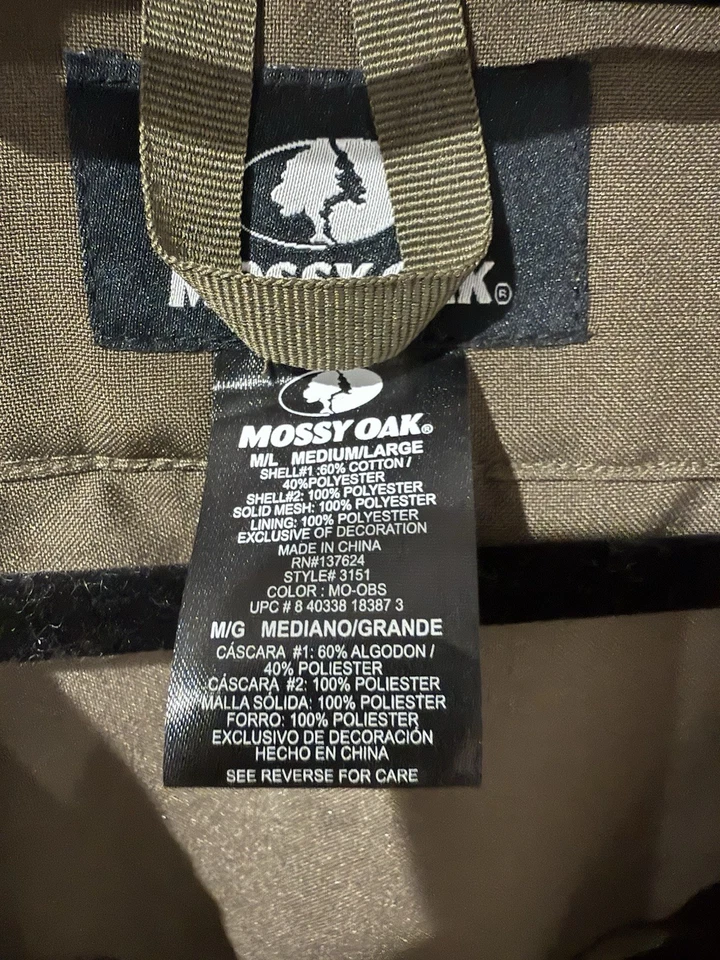 MOSSY OAK®
MOSSY OAK®
M/L MEDIUM/LARGE
SHELL#1 :60% COTTON /
40%POLYESTER
SHELL#2: 100% POLYESTER
SOLID MESH: 100% POLYESTER
LINING: 100% POLYESTER
EXCLUSIVE OF DECORATION
MADE IN CHINA
RN#137624
STYLE# 3151
COLOR : MO-OBS
UPC # 8 40338 18387 3
M/G MEDIANO/GRANDE
CÁSCARA #1: 60% ALGODON /
40% POLIESTER
CÁSCARA #2: 100% POLIESTER
MALLA SÓLIDA: 100% POLIESTER
FORRO: 100% POLIESTER
EXCLUSIVO DE DECORACIÓN
HECHO EN CHINA
SEE REVERSE FOR CARE